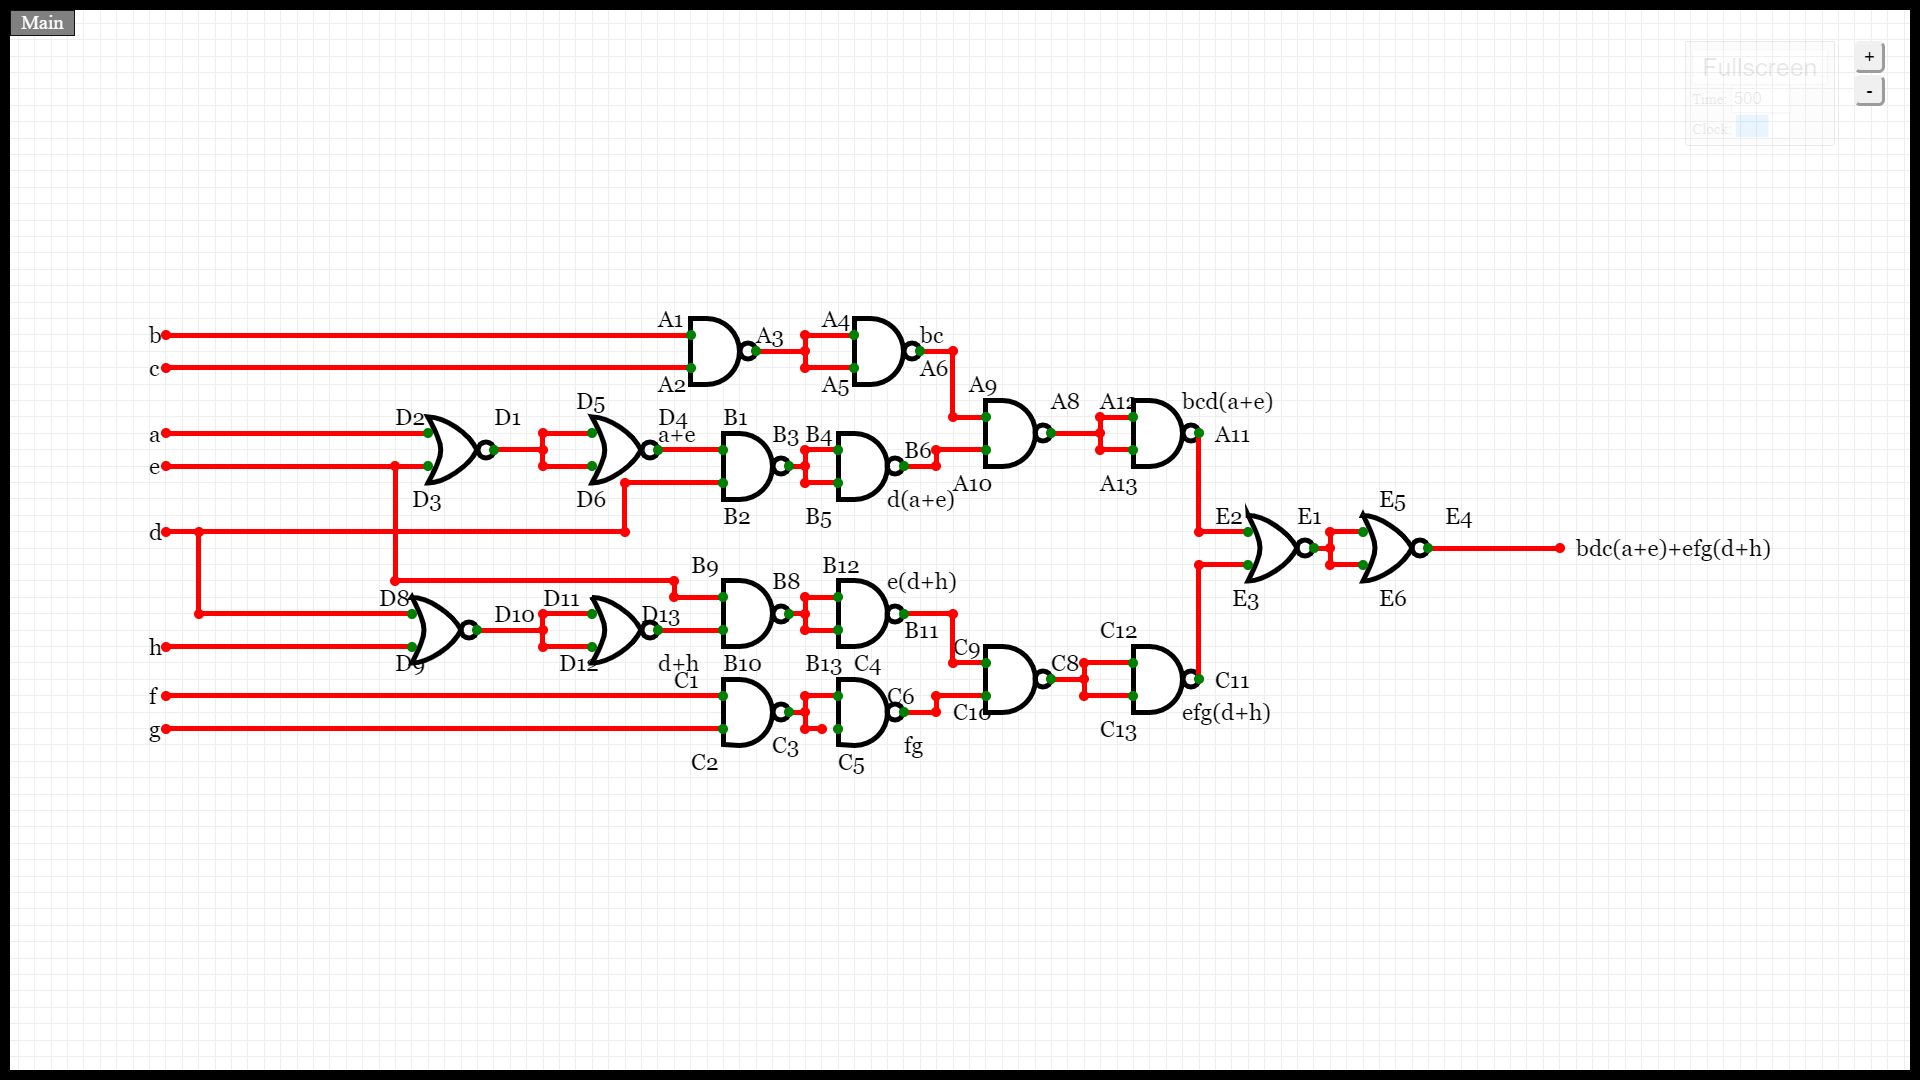 Main
+
Fullscreen
-
Time: 500
Clock:
b A1 A3 A4 bc
c A2 A5 A6 A9
D5 A8 A12 bcd(a+e)
D2 D1 D4 B1
a a+e B3 B4 B6 A11
e
D3 D6 B2 B5 d(a+e) A10 A13 E5
d E2 E1 E4
bdc(a+e)+efg(d+h)
B9 B8 B12 e(d+h)
D8 D11 E3 E6
D10 D13 B11 C12
h C9
D9 D12 d+h B10 B13 C4 C8
C1 C11
f C6 C10 efg(d+h)
g C3 fg C13
C2 C5